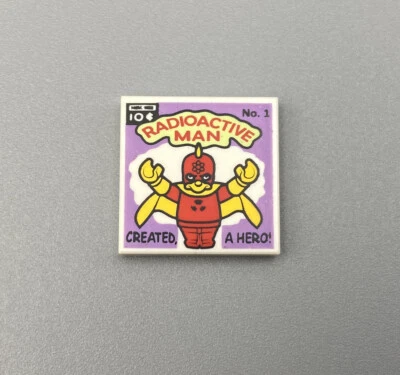 10¢
No. 1
RADIOACTIVE
MAN
CREATED,
A HERO!